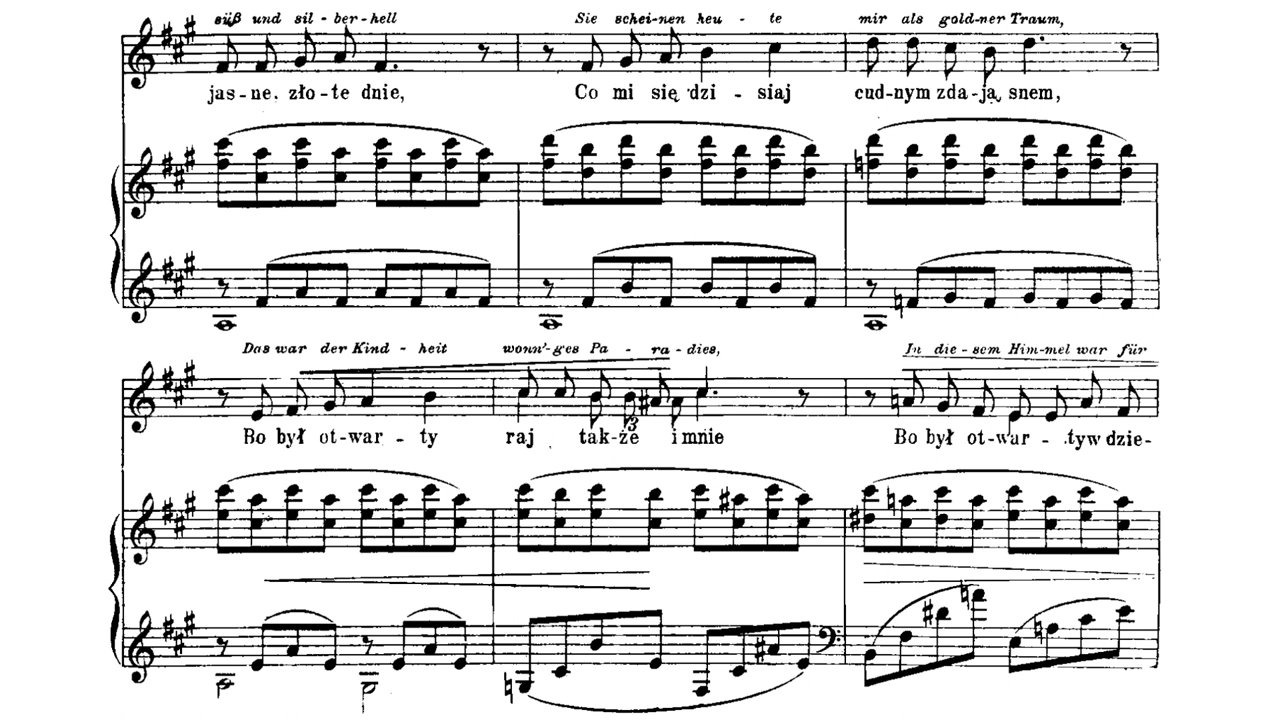 süß und sil-ber-hell Sie schei-nen heu-te mir als gold-ner Traum,
jas-ne, zło-te dnie, Co mi się dzi-siaj cud-nym zda-ją snem,
Das war der Kind-heit wonn'-ges Pa-ra-dies, In die-sem Him-mel war für
Bo był ot-war-ty raj tak-że i mnie Bo był ot-war-ty w dzie-
3